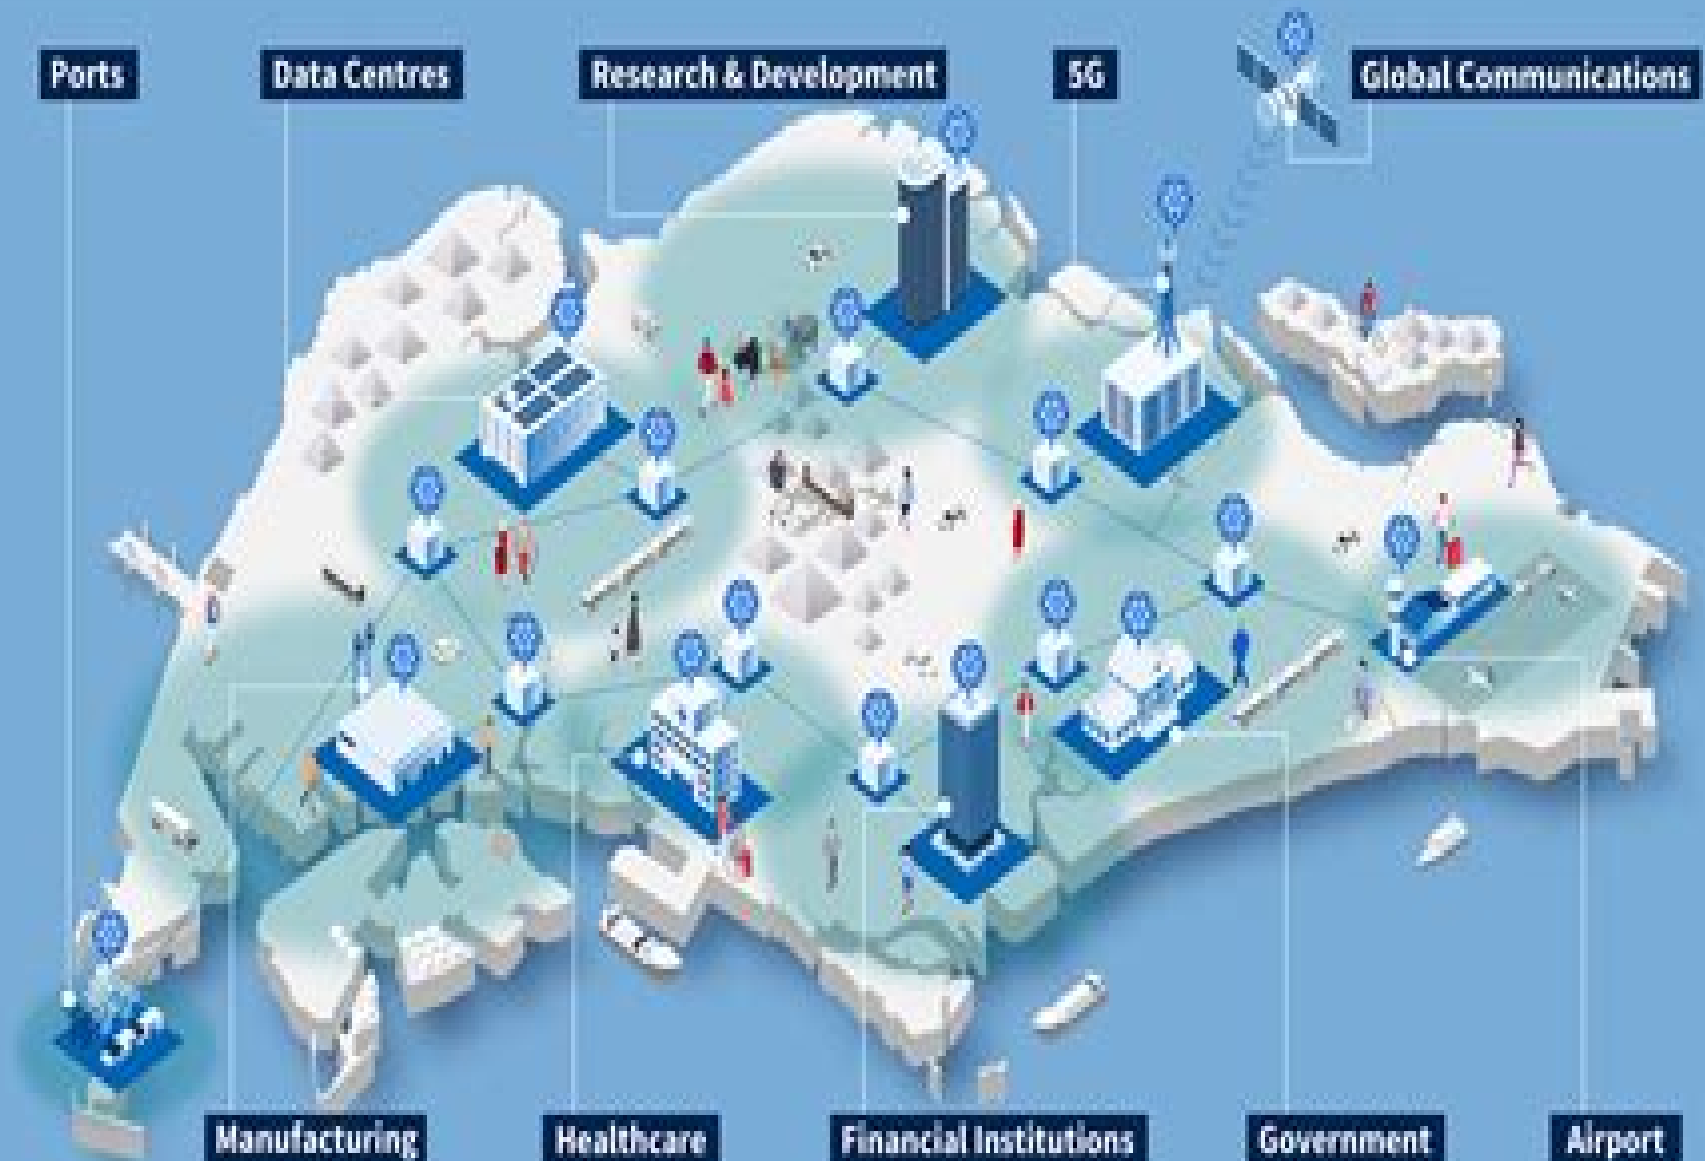 Ports
Data Centres
Research & Development
5G
Global Communications
Manufacturing
Healthcare
Financial Institutions
Government
Airport